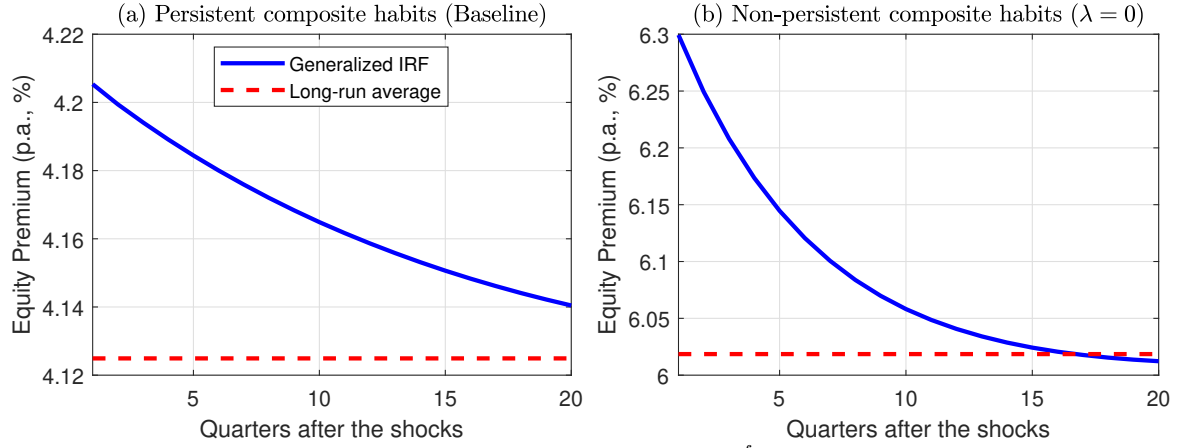 (a) Persistent composite habits (Baseline)
4.22
4.2
4.18
4.16
4.14
4.12
Equity Premium (p.a., %)
Generalized IRF
Long-run average
5
10
15
20
Quarters after the shocks
(b) Non-persistent composite habits (λ = 0)
6.3
6.25
6.2
6.15
6.1
6.05
6
Equity Premium (p.a., %)
5
10
15
20
Quarters after the shocks